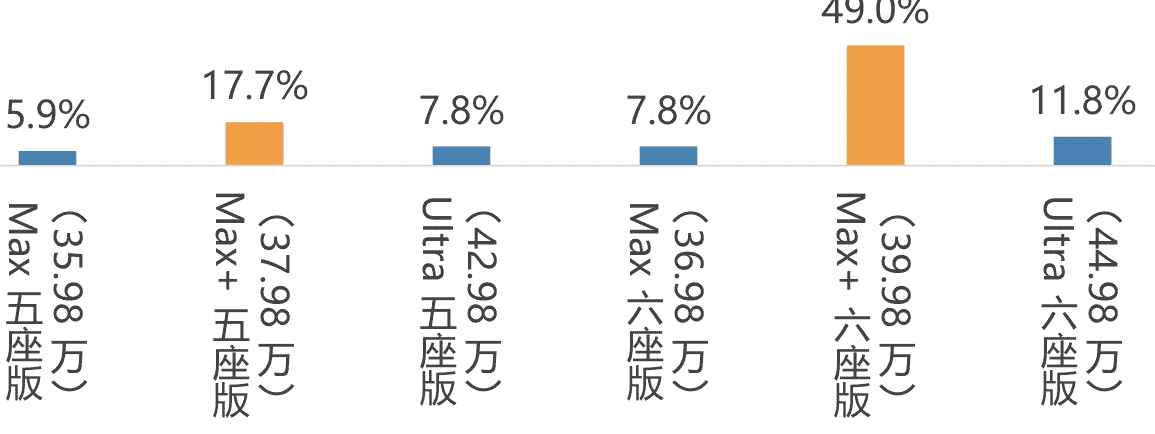 49.0%
17.7%
5.9%
7.8%
7.8%
11.8%
Max 五座版
（35.98 万）
Max+ 五座版
（37.98 万）
Ultra 五座版
（42.98 万）
Max 六座版
（36.98 万）
Max+ 六座版
（39.98 万）
Ultra 六座版
（44.98 万）